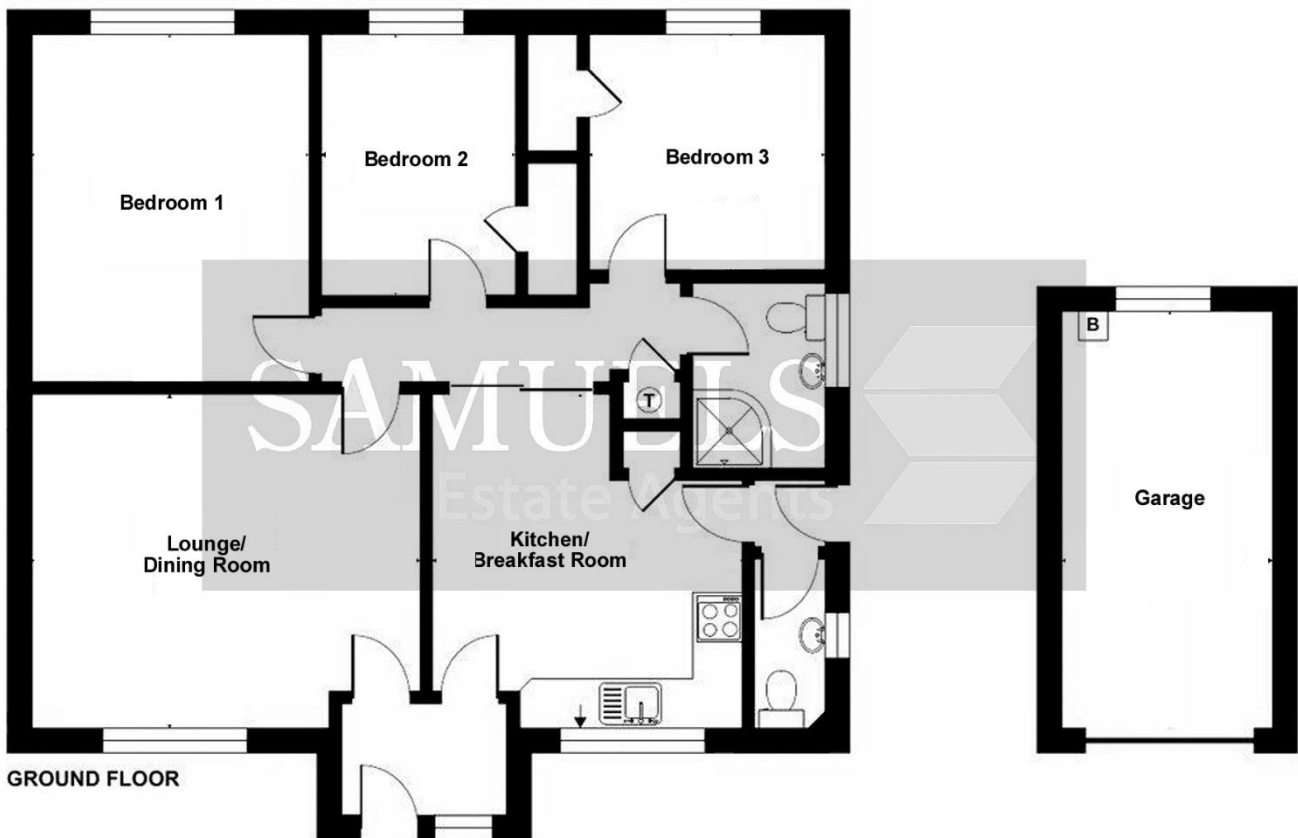 Bedroom 1
Bedroom 2
Bedroom 3
B
T
SAMUELS
Estate Agents
Lounge/
Dining Room
Kitchen/
Breakfast Room
Garage
GROUND FLOOR